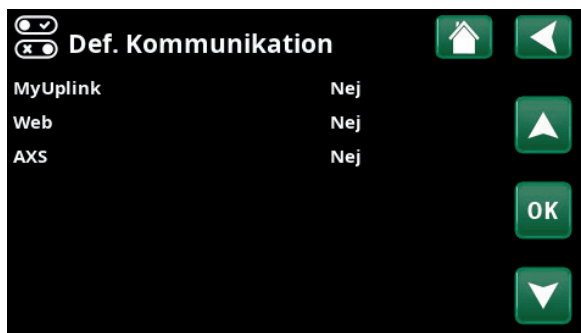 Def. Kommunikation
MyUplink Nej
Web Nej
AXS Nej
OK